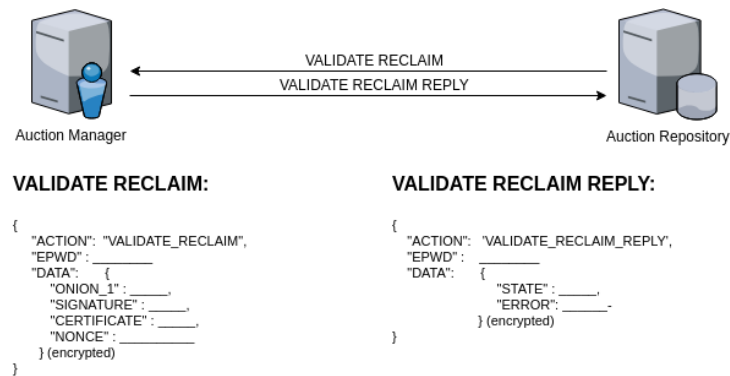 VALIDATE RECLAIM
VALIDATE RECLAIM REPLY
Auction Manager
Auction Repository
VALIDATE RECLAIM:
{
"ACTION": "VALIDATE_RECLAIM",
"EPWD" : ________
"DATA": {
"ONION_1" : _____,
"SIGNATURE" : _____,
"CERTIFICATE" : _____,
"NONCE" : __________
} (encrypted)
}
VALIDATE RECLAIM REPLY:
{
"ACTION": 'VALIDATE_RECLAIM_REPLY',
"EPWD" : ________
"DATA": {
"STATE" : _____,
"ERROR": ______-
} (encrypted)
}